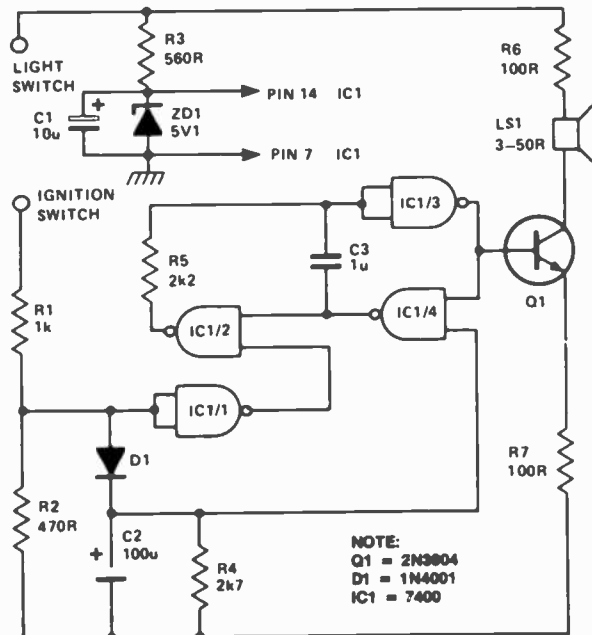 LIGHT
SWITCH
R3
560R
R6
100R
C1
10u
+
ZD1
5V1
PIN 14 IC1
PIN 7 IC1
LS1
3-50R
IGNITION
SWITCH
R5
2k2
C3
1u
IC1/3
R1
1k
IC1/2
IC1/4
Q1
IC1/1
D1
R2
470R
C2
100u
+
R4
2k7
R7
100R
NOTE:
Q1 = 2N3904
D1 = 1N4001
IC1 = 7400